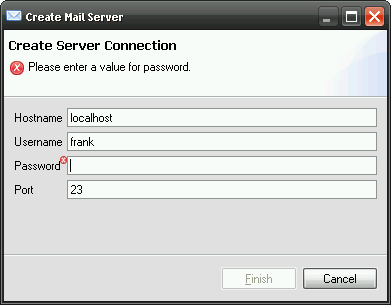 Create Mail Server
Create Server Connection
Please enter a value for password.
Hostname localhost
Username frank
Password
Port 23
Finish Cancel